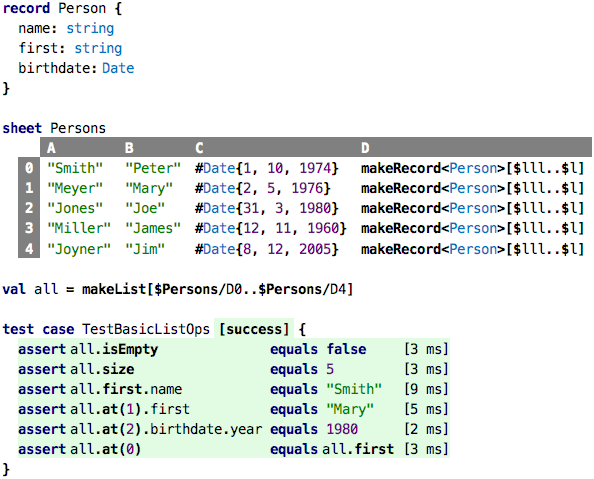 record Person {
name: string
first: string
birthdate: Date
}
sheet Persons
A B C D
0 "Smith" "Peter" #Date{1, 10, 1974} makeRecord<Person>[$lll..$l]
1 "Meyer" "Mary" #Date{2, 5, 1976} makeRecord<Person>[$lll..$l]
2 "Jones" "Joe" #Date{31, 3, 1980} makeRecord<Person>[$lll..$l]
3 "Miller" "James" #Date{12, 11, 1960} makeRecord<Person>[$lll..$l]
4 "Joyner" "Jim" #Date{8, 12, 2005} makeRecord<Person>[$lll..$l]
val all = makeList[$Persons/D0..$Persons/D4]
test case TestBasicListOps [success] {
assert all.isEmpty equals false [3 ms]
assert all.size equals 5 [3 ms]
assert all.first.name equals "Smith" [9 ms]
assert all.at(1).first equals "Mary" [5 ms]
assert all.at(2).birthdate.year equals 1980 [2 ms]
assert all.at(0) equals all.first [3 ms]
}